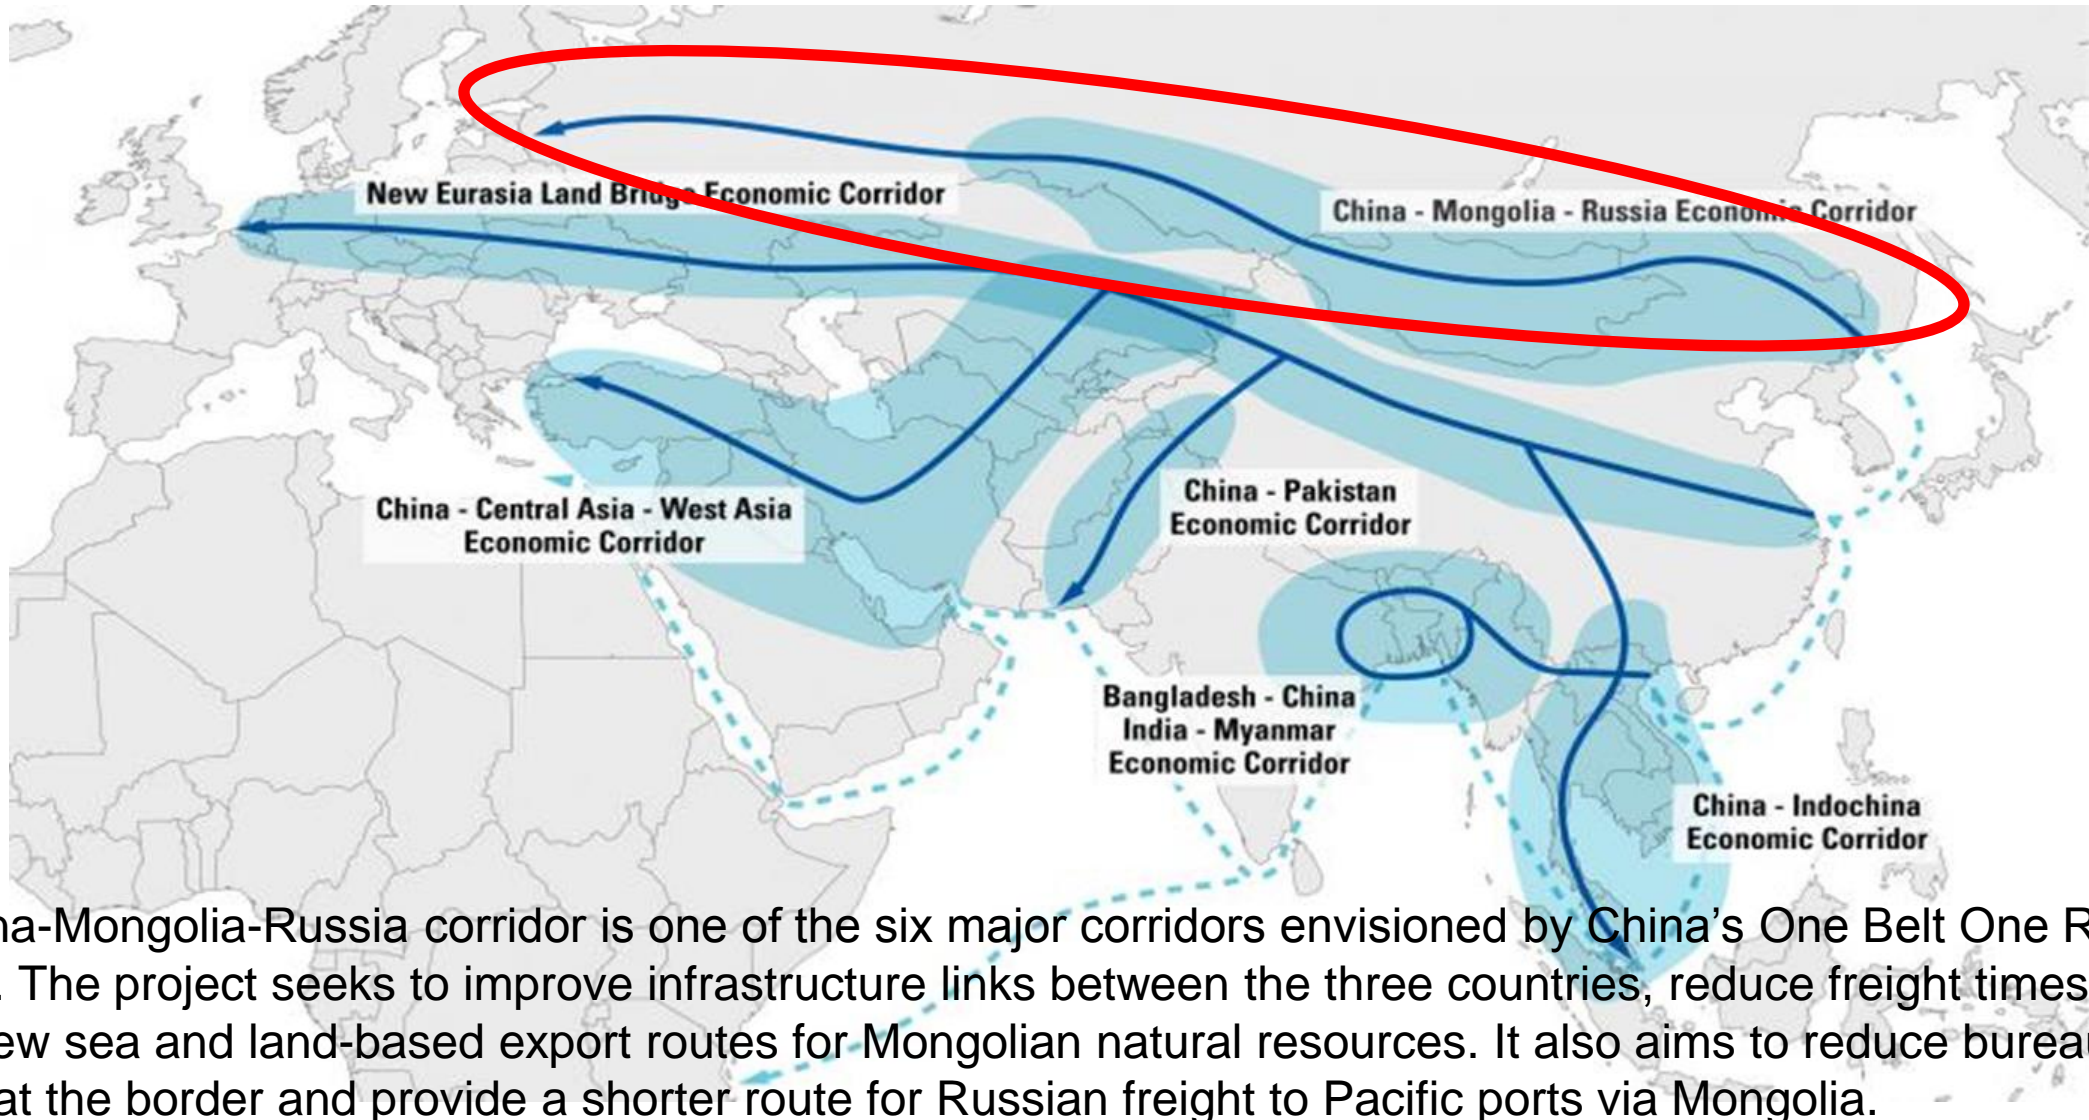 New Eurasia Land Bridge Economic Corridor
China - Mongolia - Russia Economic Corridor
China - Central Asia - West Asia
Economic Corridor
China - Pakistan
Economic Corridor
Bangladesh - China
India - Myanmar
Economic Corridor
China - Indochina
Economic Corridor
na-Mongolia-Russia corridor is one of the six major corridors envisioned by China’s One Belt One R
. The project seeks to improve infrastructure links between the three countries, reduce freight times
ew sea and land-based export routes for Mongolian natural resources. It also aims to reduce bureau
at the border and provide a shorter route for Russian freight to Pacific ports via Mongolia.